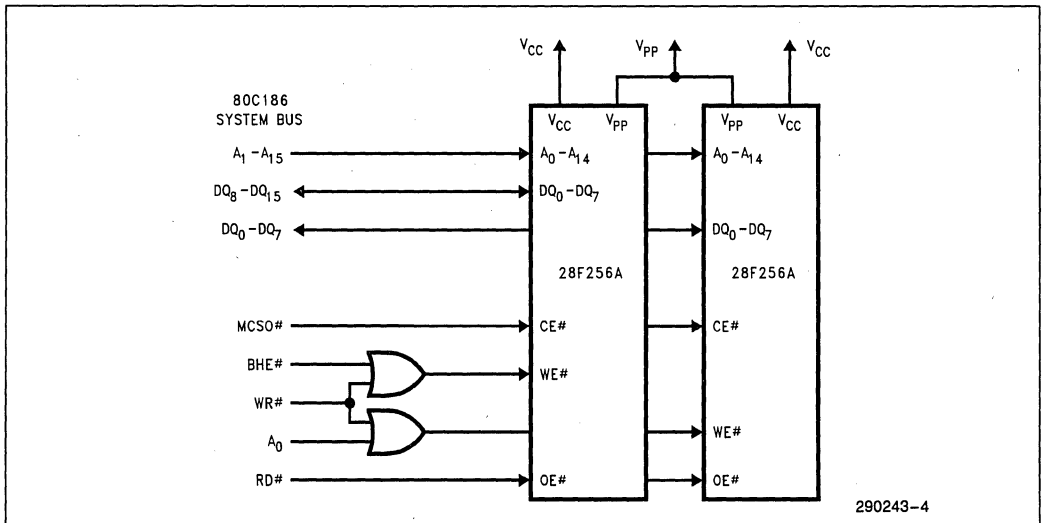 V_CC V_PP V_CC
80C186
SYSTEM BUS
V_CC V_PP V_PP V_CC
A_1 - A_15 A_0 - A_14 A_0 - A_14
DQ_8 - DQ_15 DQ_0 - DQ_7
DQ_0 - DQ_7 DQ_0 - DQ_7
28F256A 28F256A
MCSO# CE# CE#
BHE# WE#
WR#
A_0 WE#
RD# OE# OE#
290243-4